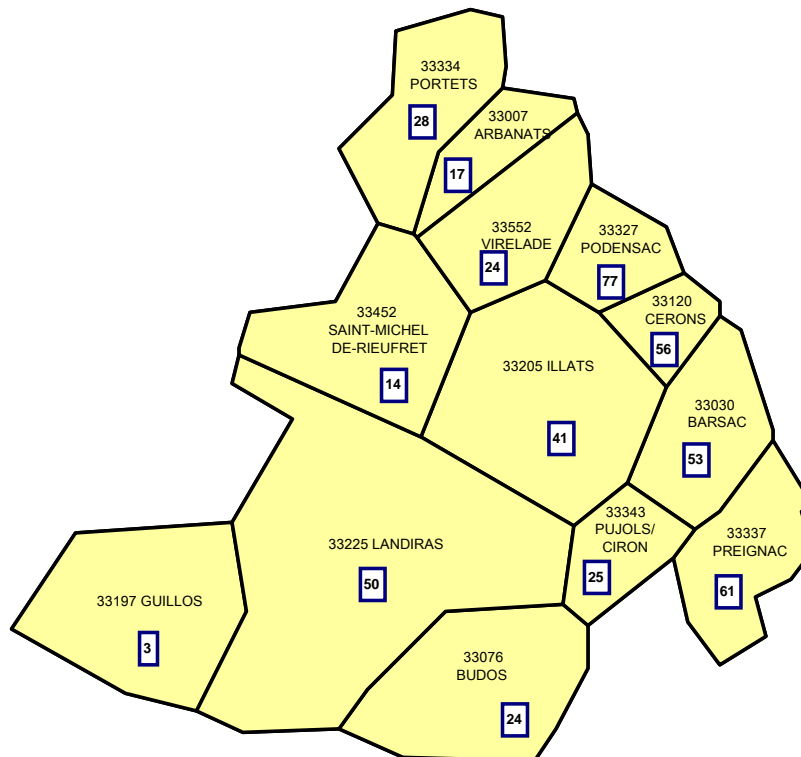 33334
PORTETS
28
33007
ARBANATS
17
33552
VIRELADE
24
33327
PODENSAC
77
33120
CERONS
56
33452
SAINT-MICHEL
DE-RIEUFRET
14
33205 ILLATS
41
33030
BARSAC
53
33343
PUJOLS/
CIRON
25
33337
PREIGNAC
61
33225 LANDIRAS
50
33197 GUILLOS
3
33076
BUDOS
24